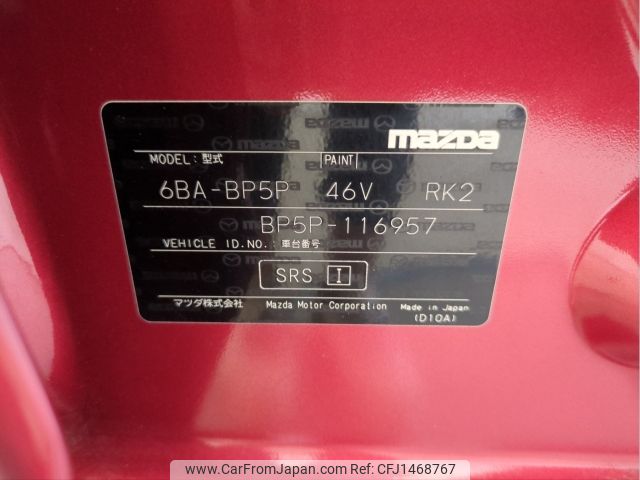 mazda
MODEL:型式 PAINT
6BA-BP5P 46V RK2
BP5P-116957
VEHICLE ID.NO.:車台番号
SRS I
マツダ株式会社 Mazda Motor Corporation Made in Japan
(D10A)
www.CarFromJapan.com Ref No. CFJ1468767